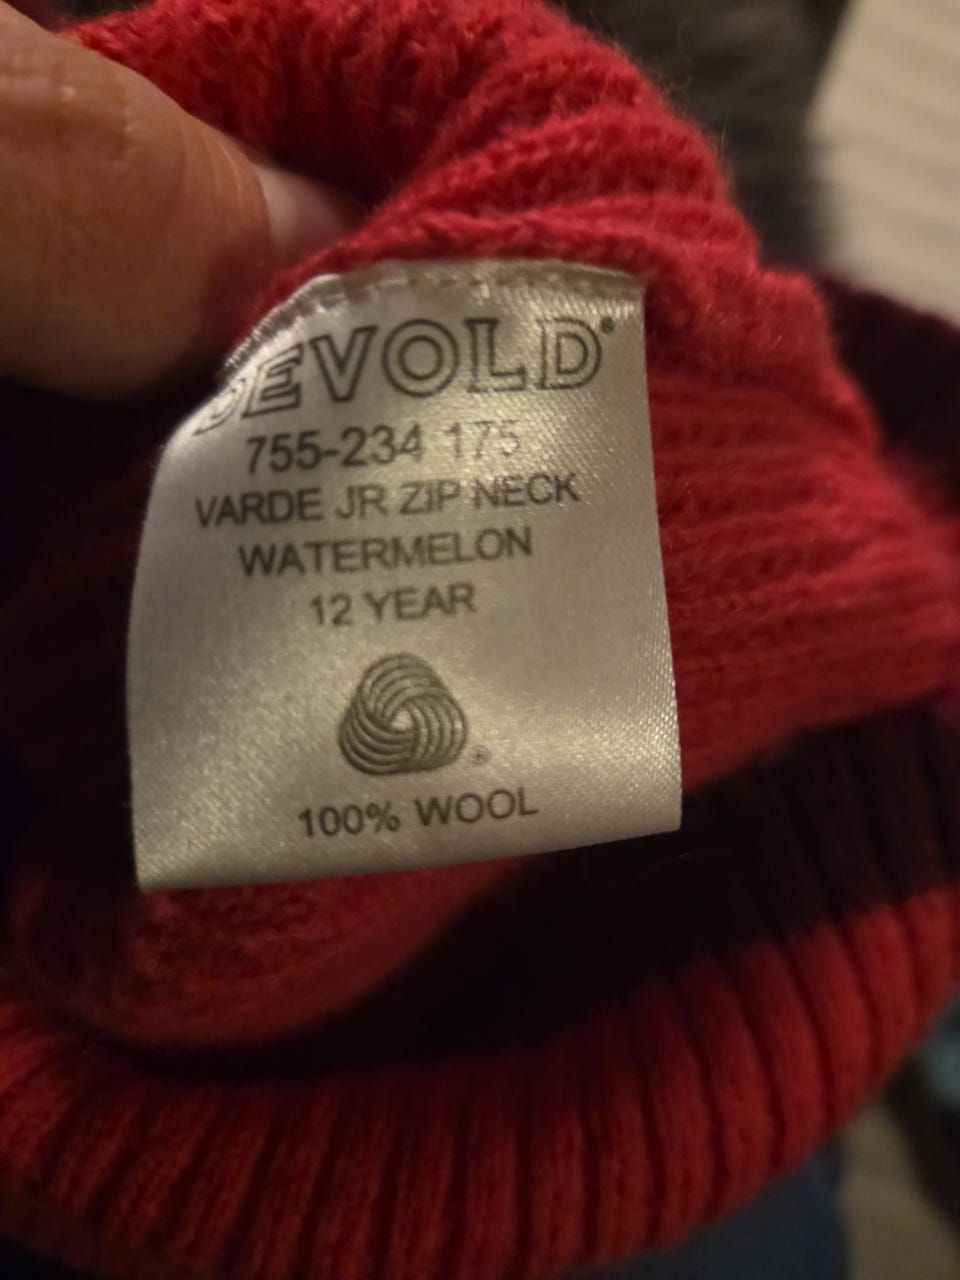 DEVOLD®
755-234 175
VARDE JR ZIP NECK
WATERMELON
12 YEAR
®
100% WOOL